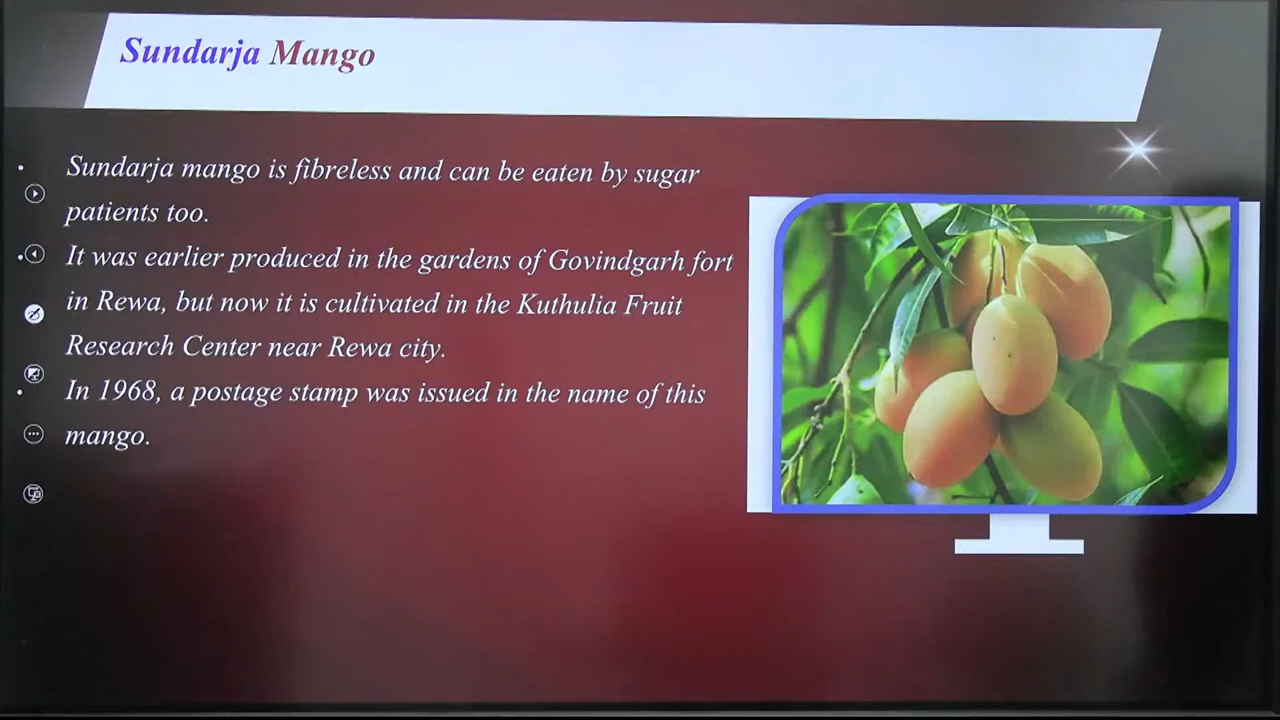 Sundarja Mango
• Sundarja mango is fibreless and can be eaten by sugar
patients too.
• It was earlier produced in the gardens of Govindgarh fort
in Rewa, but now it is cultivated in the Kuthulia Fruit
Research Center near Rewa city.
• In 1968, a postage stamp was issued in the name of this
mango.